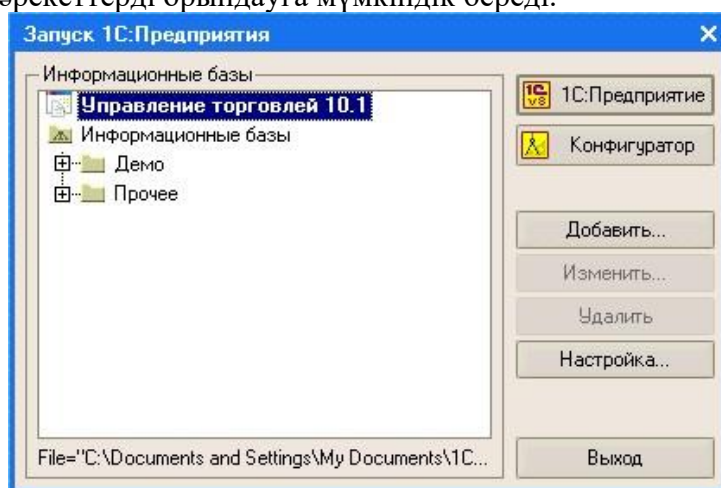 әрекеттерді орындауға мүмкіндік береді.
Запуск 1С:Предприятия
Информационные базы
Управление торговлей 10.1
Информационные базы
Демо
Прочее
File="C:\Documents and Settings\My Documents\1C...
1С:Предприятие
Конфигуратор
Добавить...
Изменить...
Удалить
Настройка...
Выход